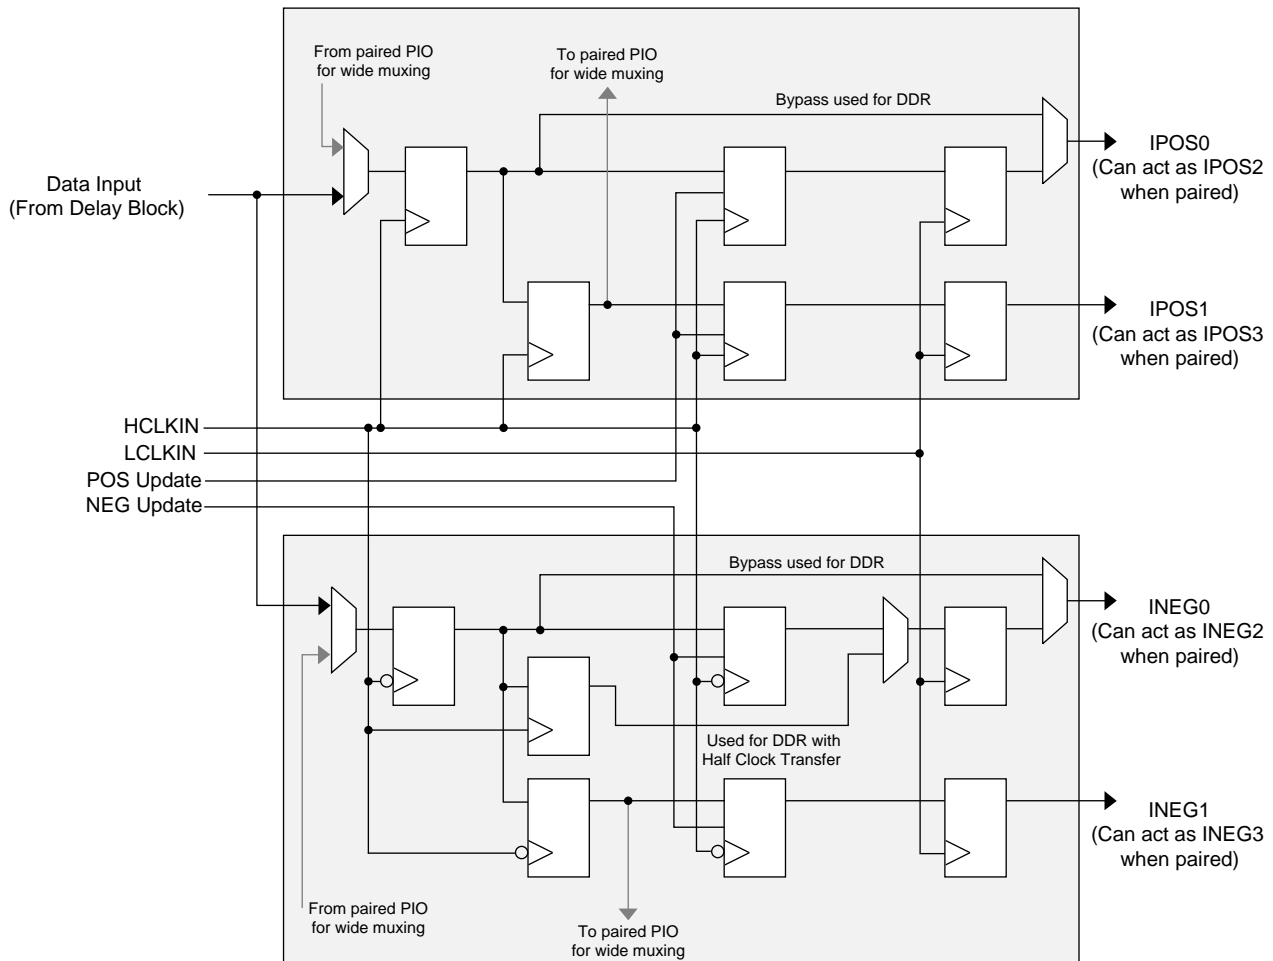 From paired PIO
for wide muxing
To paired PIO
for wide muxing
Bypass used for DDR
IPOS0
(Can act as IPOS2
when paired)
Data Input
(From Delay Block)
IPOS1
(Can act as IPOS3
when paired)
HCLKIN
LCLKIN
POS Update
NEG Update
Bypass used for DDR
INEG0
(Can act as INEG2
when paired)
Used for DDR with
Half Clock Transfer
INEG1
(Can act as INEG3
when paired)
From paired PIO
for wide muxing
To paired PIO
for wide muxing